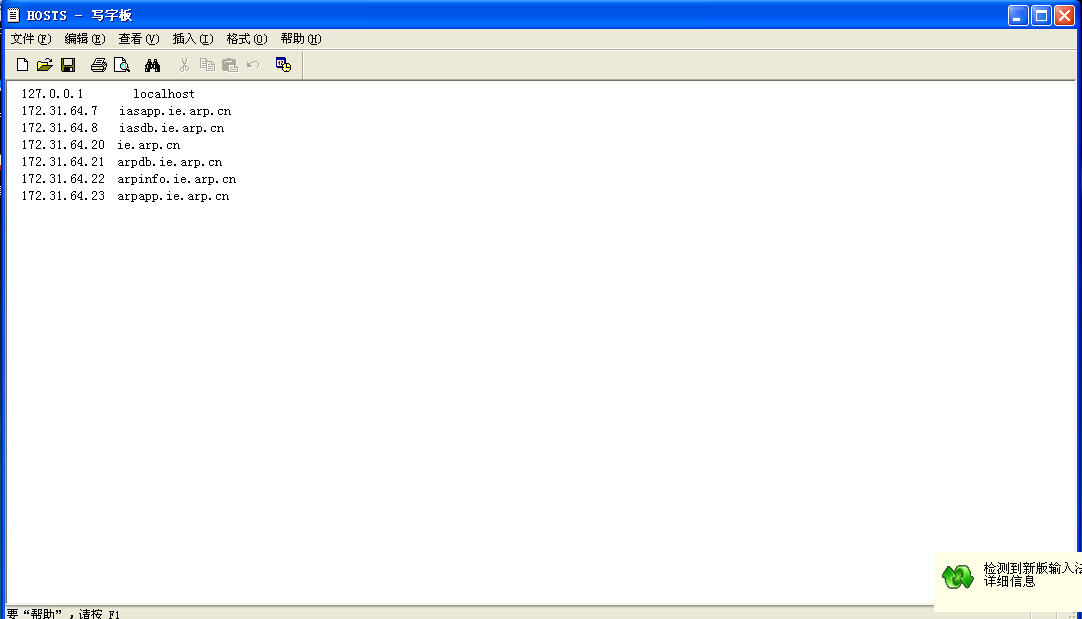 HOSTS - 写字板
文件(F) 编辑(E) 查看(V) 插入(I) 格式(O) 帮助(H)
127.0.0.1 localhost
172.31.64.7 iasapp.ie.arp.cn
172.31.64.8 iasdb.ie.arp.cn
172.31.64.20 ie.arp.cn
172.31.64.21 arpdb.ie.arp.cn
172.31.64.22 arpinfo.ie.arp.cn
172.31.64.23 arpapp.ie.arp.cn
检测到新版输入法
详细信息
要“帮助”，请按 F1